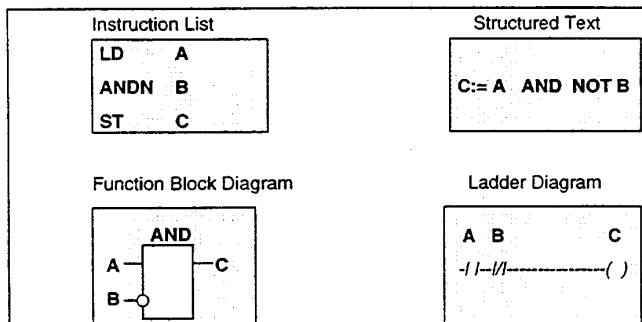 Instruction List
LD A
ANDN B
ST C
Structured Text
C:= A AND NOT B
Function Block Diagram
AND
A
C
B
Ladder Diagram
A B C
-| |--|/|----------------( )